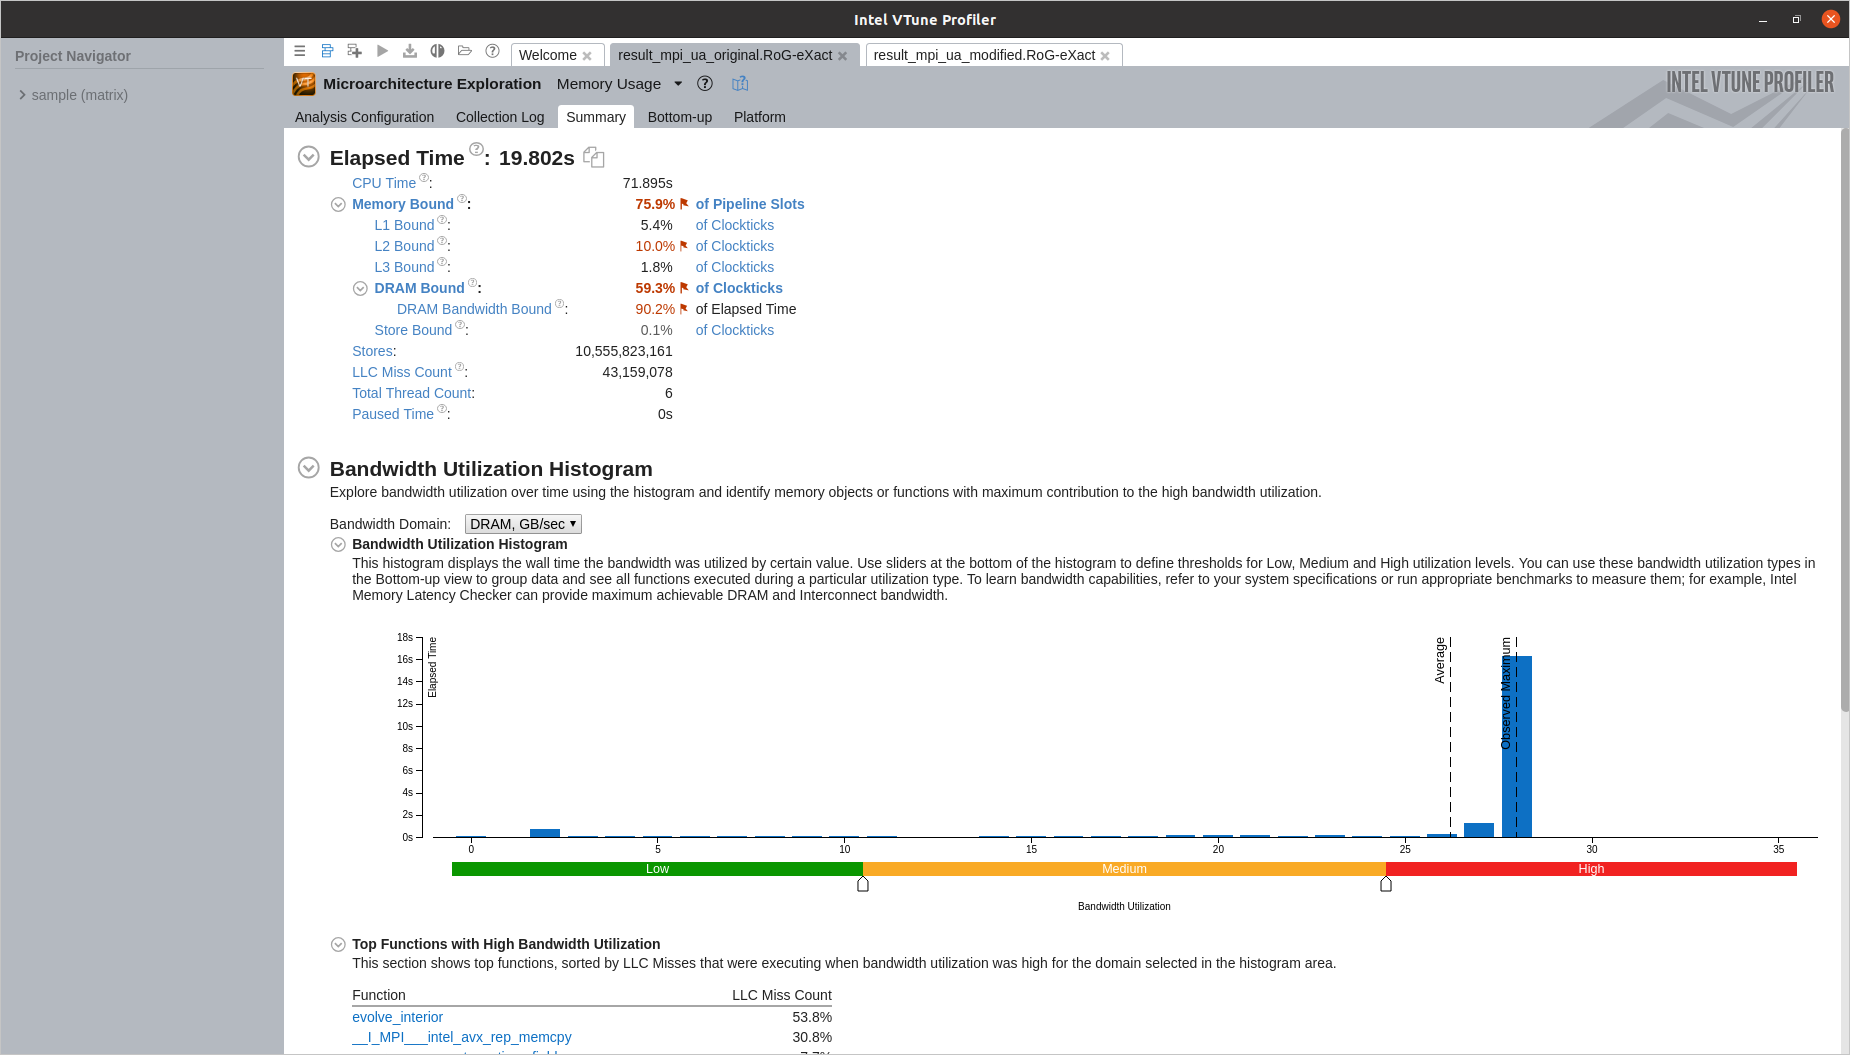 Intel VTune Profiler
Project Navigator
sample (matrix)
Welcome
result_mpi_ua_original.RoG-eXact
result_mpi_ua_modified.RoG-eXact
Microarchitecture Exploration Memory Usage
INTEL VTUNE PROFILER
Analysis Configuration Collection Log Summary Bottom-up Platform
Elapsed Time ?: 19.802s
CPU Time ?: 71.895s
Memory Bound ?: 75.9% of Pipeline Slots
L1 Bound ?: 5.4% of Clockticks
L2 Bound ?: 10.0% of Clockticks
L3 Bound ?: 1.8% of Clockticks
DRAM Bound ?: 59.3% of Clockticks
DRAM Bandwidth Bound ?: 90.2% of Elapsed Time
Store Bound ?: 0.1% of Clockticks
Stores: 10,555,823,161
LLC Miss Count ?: 43,159,078
Total Thread Count: 6
Paused Time ?: 0s
Bandwidth Utilization Histogram
Explore bandwidth utilization over time using the histogram and identify memory objects or functions with maximum contribution to the high bandwidth utilization.
Bandwidth Domain: DRAM, GB/sec
Bandwidth Utilization Histogram
This histogram displays the wall time the bandwidth was utilized by certain value. Use sliders at the bottom of the histogram to define thresholds for Low, Medium and High utilization levels. You can use these bandwidth utilization types in
the Bottom-up view to group data and see all functions executed during a particular utilization type. To learn bandwidth capabilities, refer to your system specifications or run appropriate benchmarks to measure them; for example, Intel
Memory Latency Checker can provide maximum achievable DRAM and Interconnect bandwidth.
18s
16s
14s
12s
10s
8s
6s
4s
2s
0s
Elapsed Time
Average
Observed Maximum
0 5 10 15 20 25 30 35
Low Medium High
Bandwidth Utilization
Top Functions with High Bandwidth Utilization
This section shows top functions, sorted by LLC Misses that were executing when bandwidth utilization was high for the domain selected in the histogram area.
Function LLC Miss Count
evolve_interior 53.8%
__I_MPI___intel_avx_rep_memcpy 30.8%